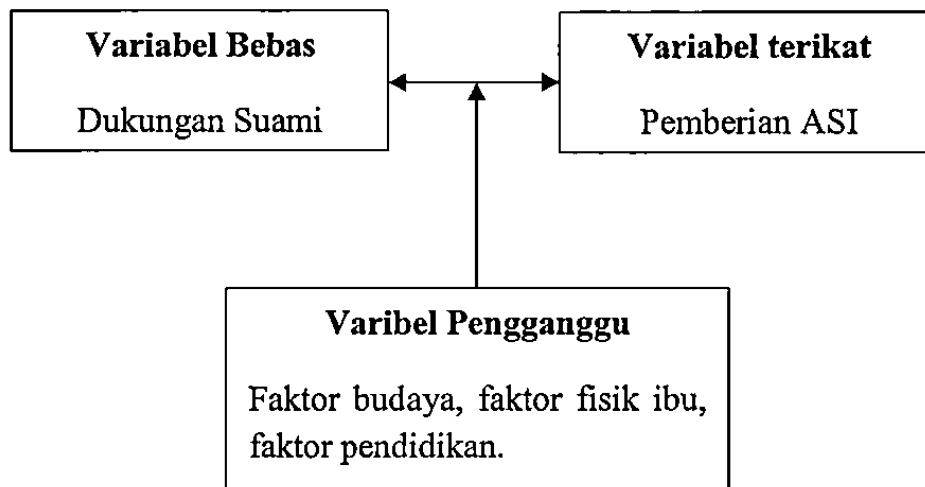 Variabel Bebas
Dukungan Suami
Variabel terikat
Pemberian ASI
Varibel Pengganggu
Faktor budaya, faktor fisik ibu,
faktor pendidikan.